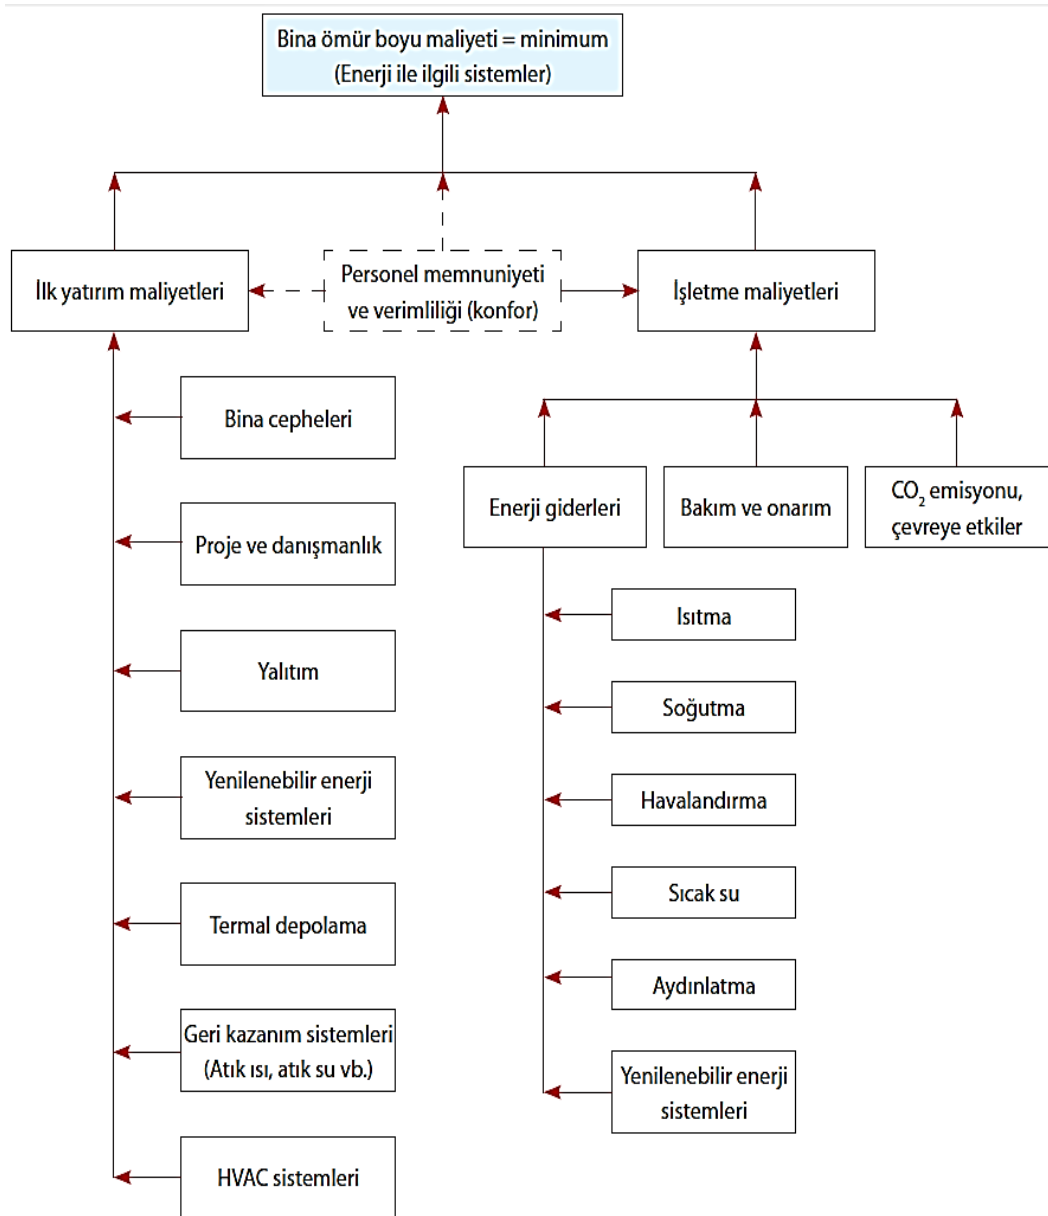 Bina ömür boyu maliyeti = minimum
(Enerji ile ilgili sistemler)
İlk yatırım maliyetleri
Personel memnuniyeti
ve verimliliği (konfor)
İşletme maliyetleri
Bina cepheleri
Proje ve danışmanlık
Yalıtım
Yenilenebilir enerji
sistemleri
Termal depolama
Geri kazanım sistemleri
(Atık ısı, atık su vb.)
HVAC sistemleri
Enerji giderleri
Bakım ve onarım
CO₂ emisyonu,
çevreye etkiler
Isıtma
Soğutma
Havalandırma
Sıcak su
Aydınlatma
Yenilenebilir enerji
sistemleri